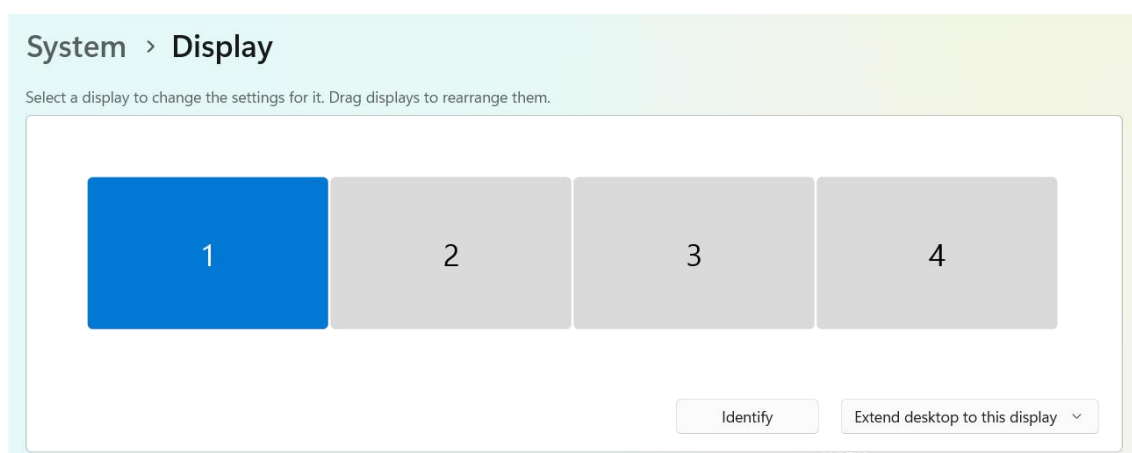 System > Display
Select a display to change the settings for it. Drag displays to rearrange them.
1 2 3 4
Identify Extend desktop to this display